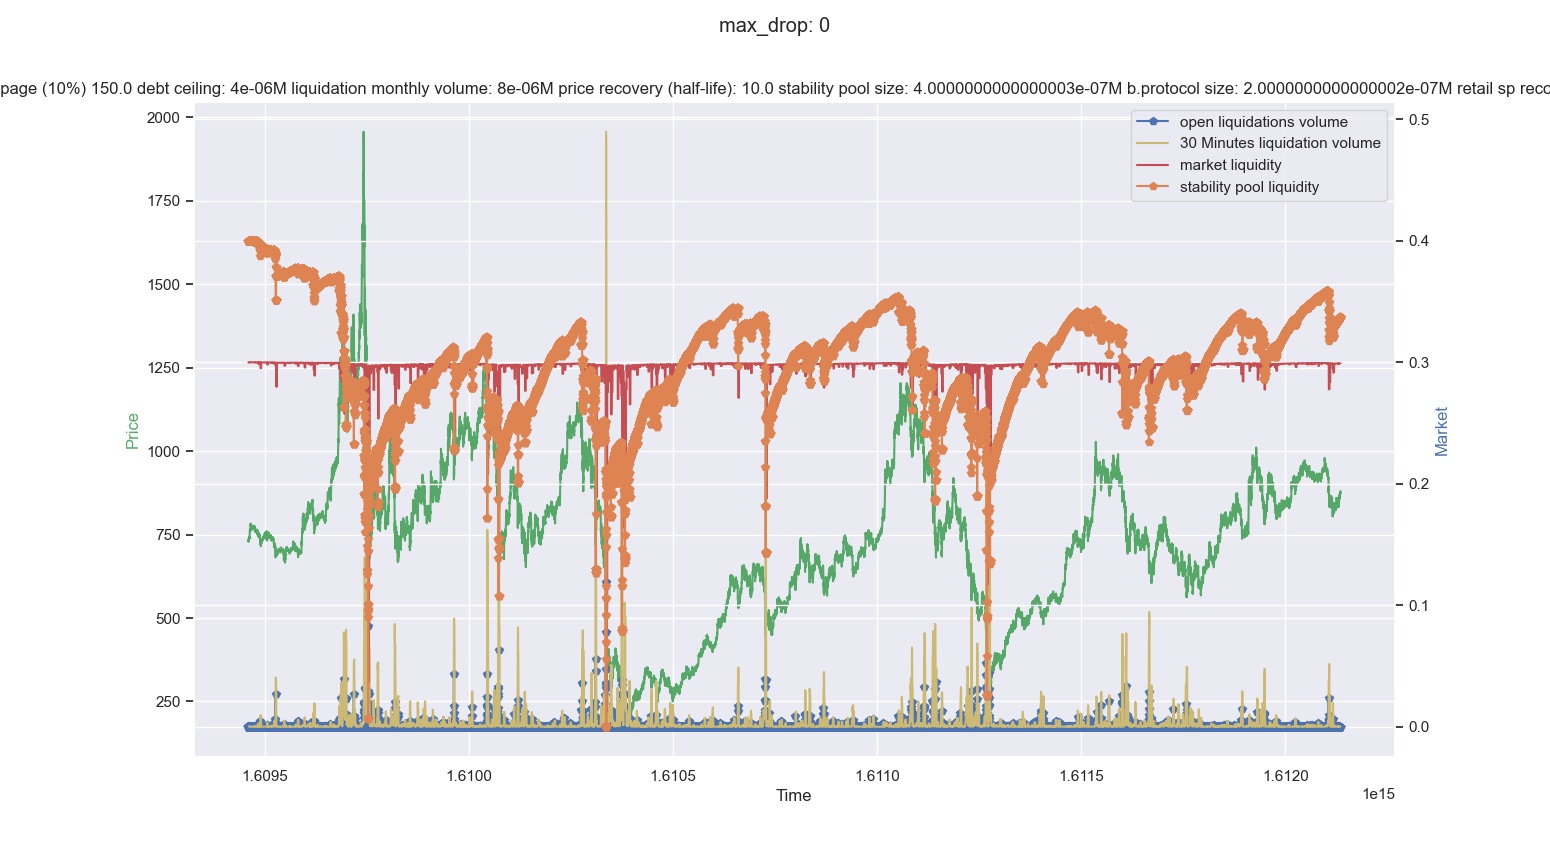 max_drop: 0
page (10%) 150.0 debt ceiling: 4e-06M liquidation monthly volume: 8e-06M price recovery (half-life): 10.0 stability pool size: 4.0000000000000003e-07M b.protocol size: 2.0000000000000002e-07M retail sp reco
2000
1750
1500
1250
1000
750
500
250
Price
0.5
0.4
0.3
0.2
0.1
0.0
Market
open liquidations volume
30 Minutes liquidation volume
market liquidity
stability pool liquidity
1.6095
1.6100
1.6105
1.6110
1.6115
1.6120
Time
1e15